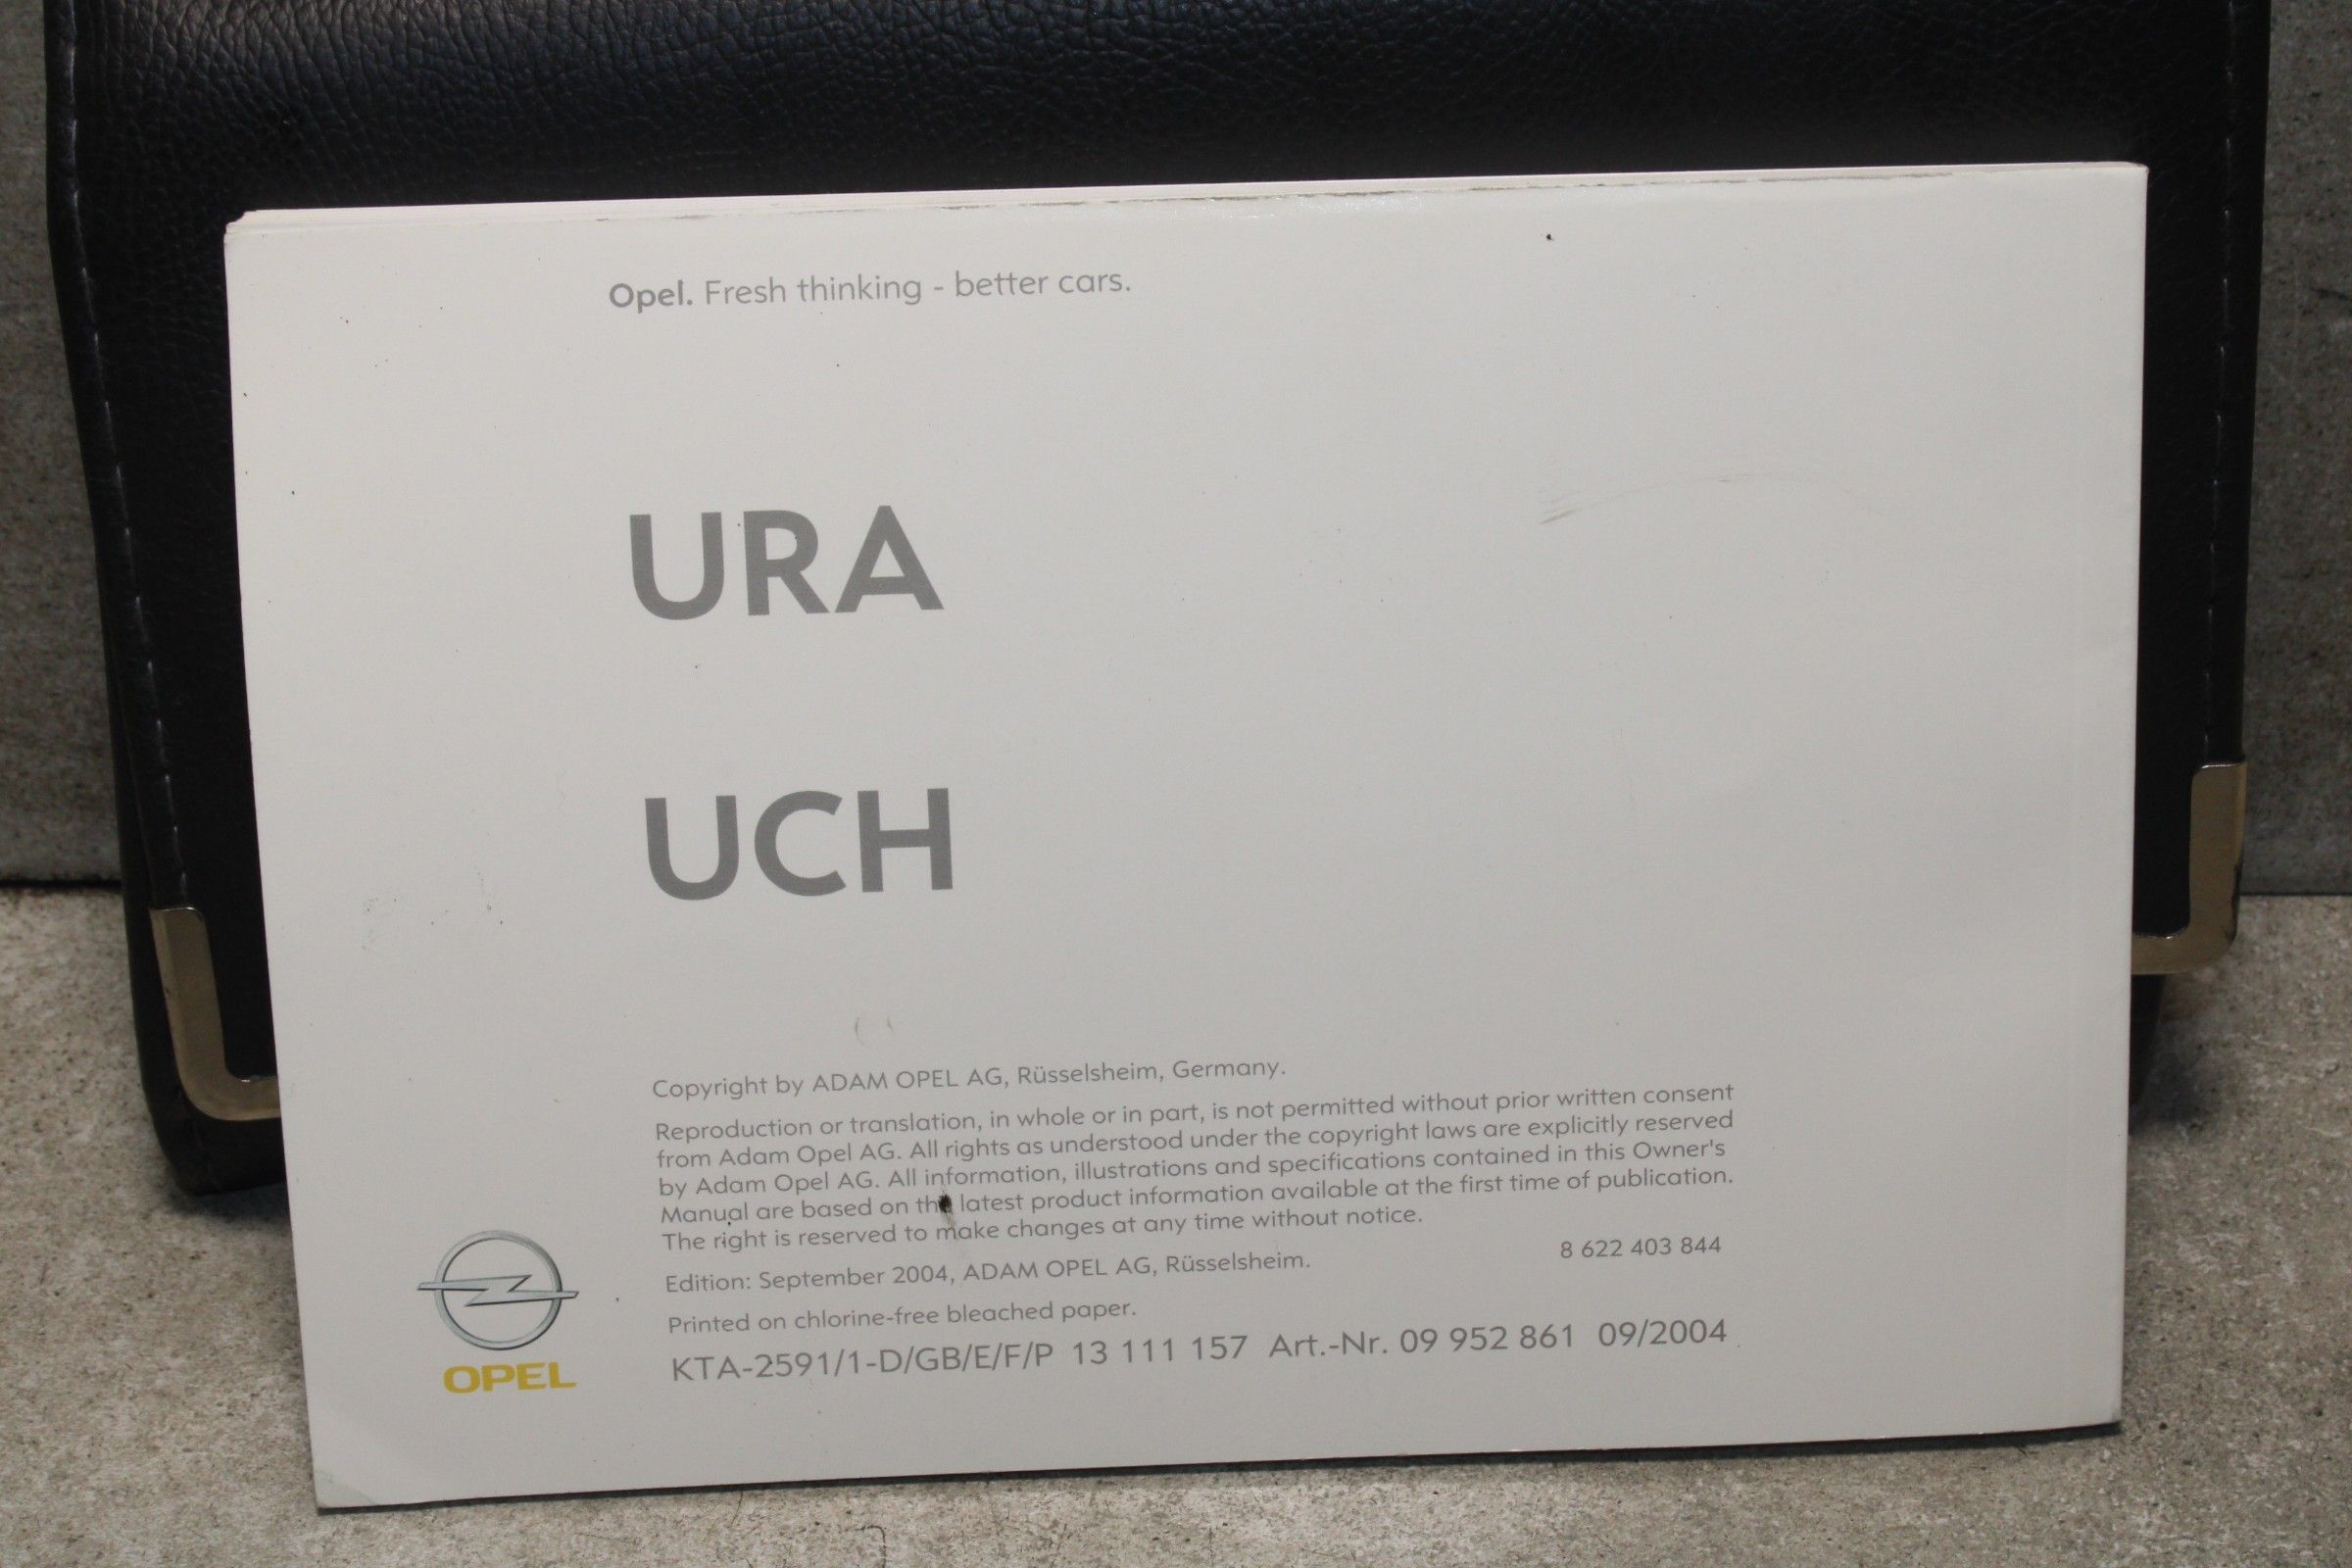 Opel. Fresh thinking - better cars.
URA
UCH
Copyright by ADAM OPEL AG, Rüsselsheim, Germany.
Reproduction or translation, in whole or in part, is not permitted without prior written consent
from Adam Opel AG. All rights as understood under the copyright laws are explicitly reserved
by Adam Opel AG. All information, illustrations and specifications contained in this Owner's
Manual are based on the latest product information available at the first time of publication.
The right is reserved to make changes at any time without notice.
8 622 403 844
Edition: September 2004, ADAM OPEL AG, Rüsselsheim.
Printed on chlorine-free bleached paper.
KTA-2591/1-D/GB/E/F/P 13 111 157 Art.-Nr. 09 952 861 09/2004
OPEL